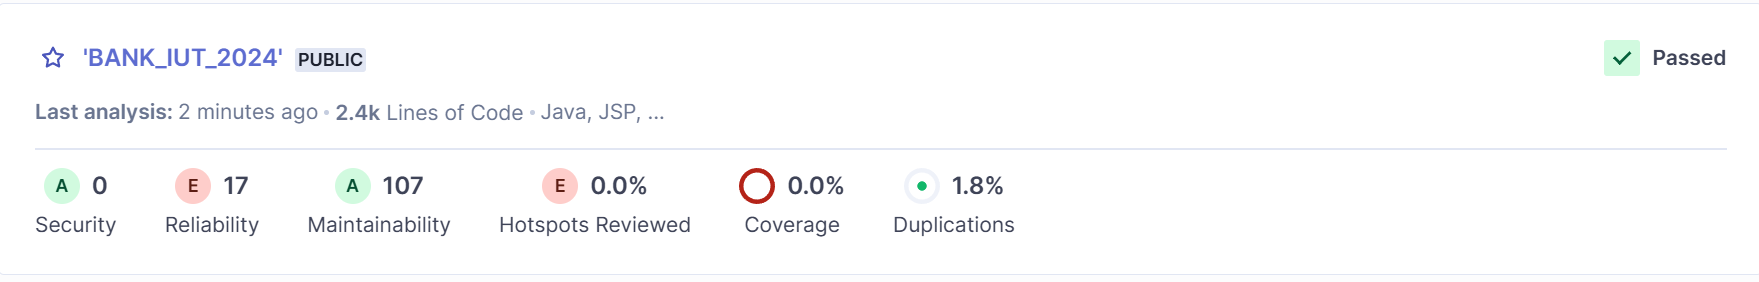 'BANK_IUT_2024' PUBLIC Passed
Last analysis: 2 minutes ago • 2.4k Lines of Code • Java, JSP, ...
A 0 E 17 A 107 E 0.0% 0.0% 1.8%
Security Reliability Maintainability Hotspots Reviewed Coverage Duplications